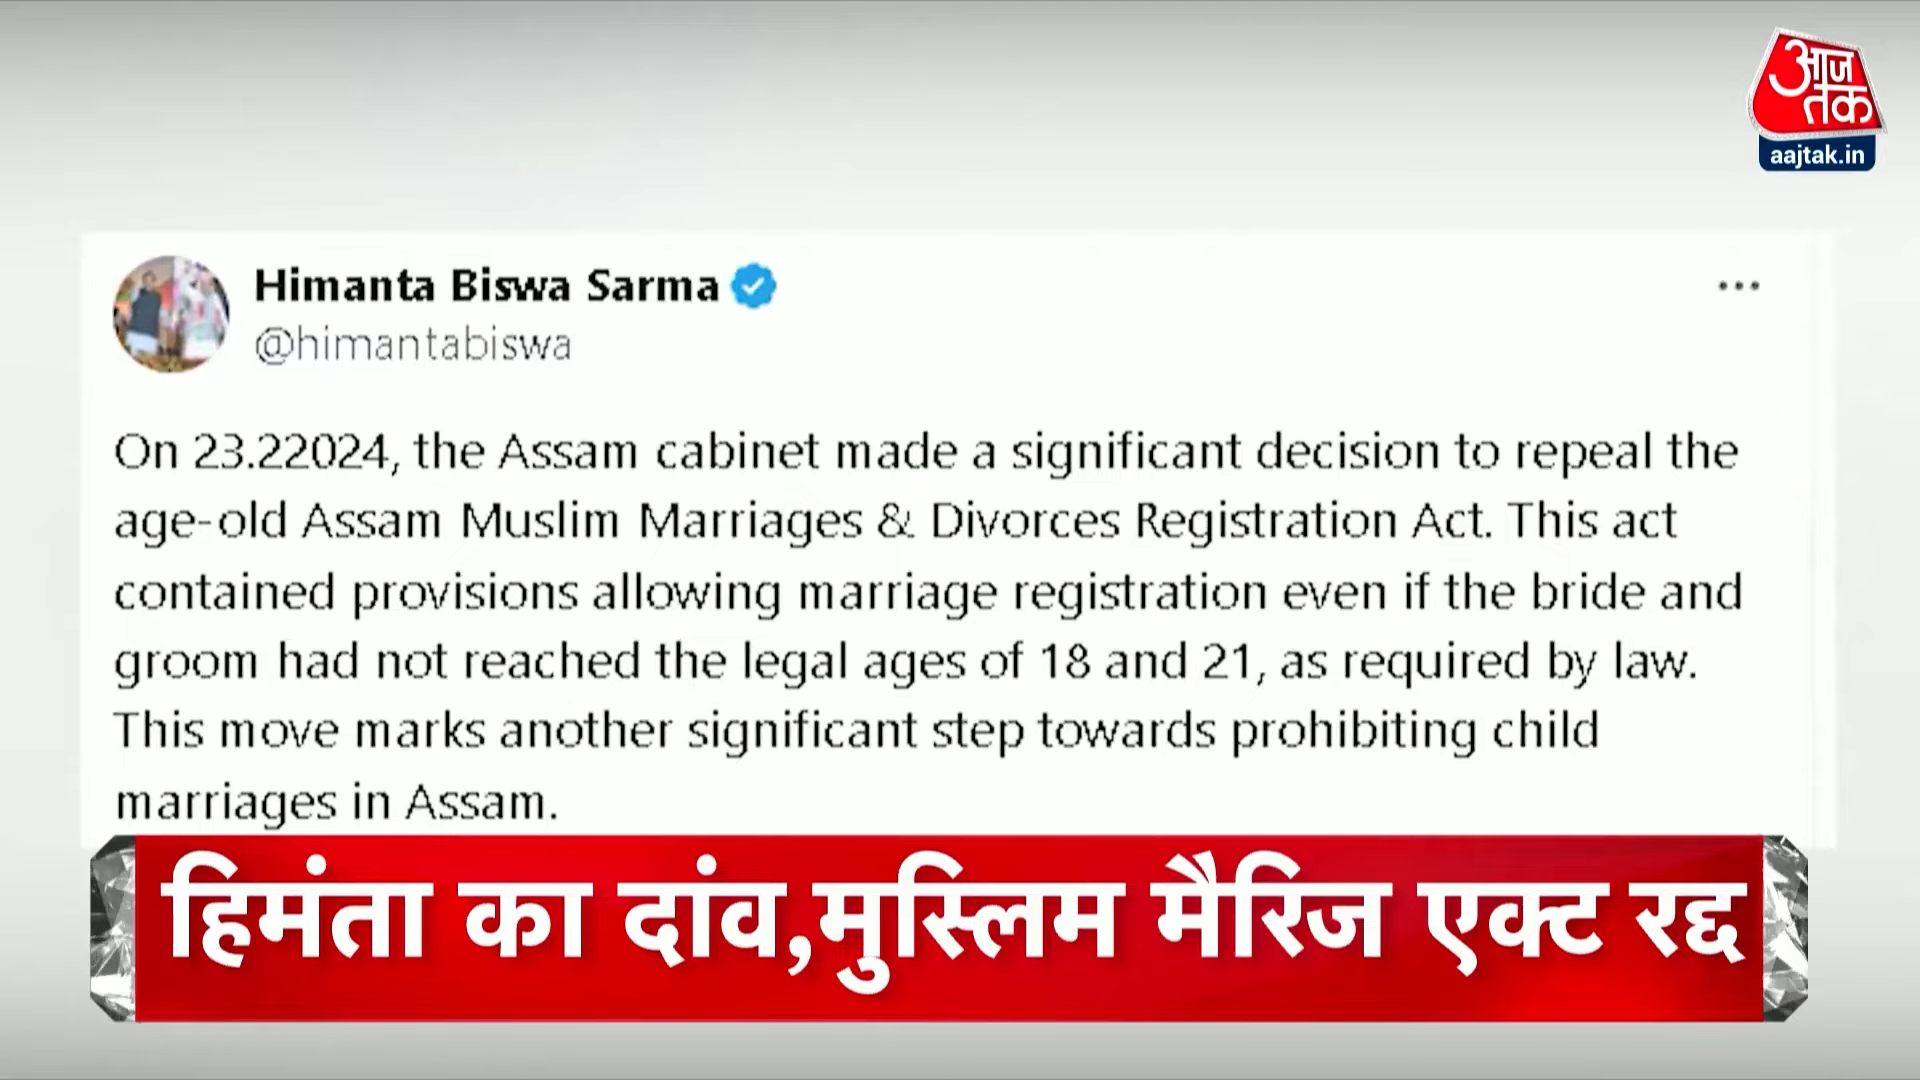 आज
तक
aajtak.in
Himanta Biswa Sarma
@himantabiswa
On 23.22024, the Assam cabinet made a significant decision to repeal the
age-old Assam Muslim Marriages & Divorces Registration Act. This act
contained provisions allowing marriage registration even if the bride and
groom had not reached the legal ages of 18 and 21, as required by law.
This move marks another significant step towards prohibiting child
marriages in Assam.
हिमंता का दांव,मुस्लिम मैरिज एक्ट रद्द